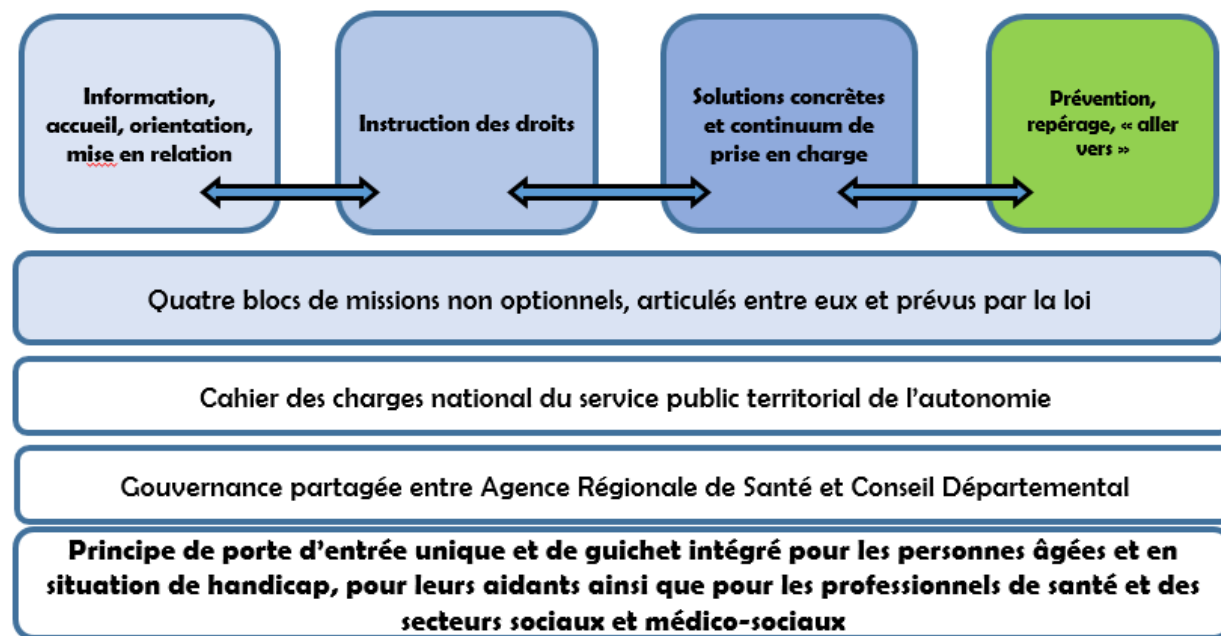 Information,
accueil, orientation,
mise en relation
Instruction des droits
Solutions concrètes
et continuum de
prise en charge
Prévention,
repérage, « aller
vers »
Quatre blocs de missions non optionnels, articulés entre eux et prévus par la loi
Cahier des charges national du service public territorial de l'autonomie
Gouvernance partagée entre Agence Régionale de Santé et Conseil Départemental
Principe de porte d'entrée unique et de guichet intégré pour les personnes âgées et en
situation de handicap, pour leurs aidants ainsi que pour les professionnels de santé et des
secteurs sociaux et médico-sociaux